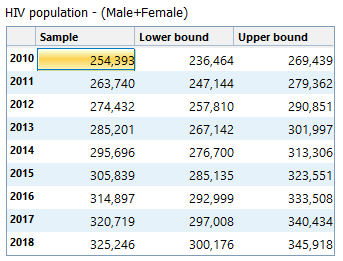 HIV population - (Male+Female)
Sample Lower bound Upper bound
2010 254,393 236,464 269,439
2011 263,740 247,144 279,362
2012 274,432 257,810 290,851
2013 285,201 267,142 301,997
2014 295,696 276,700 313,306
2015 305,839 285,135 323,551
2016 314,897 292,999 333,508
2017 320,719 297,008 340,434
2018 325,246 300,176 345,918